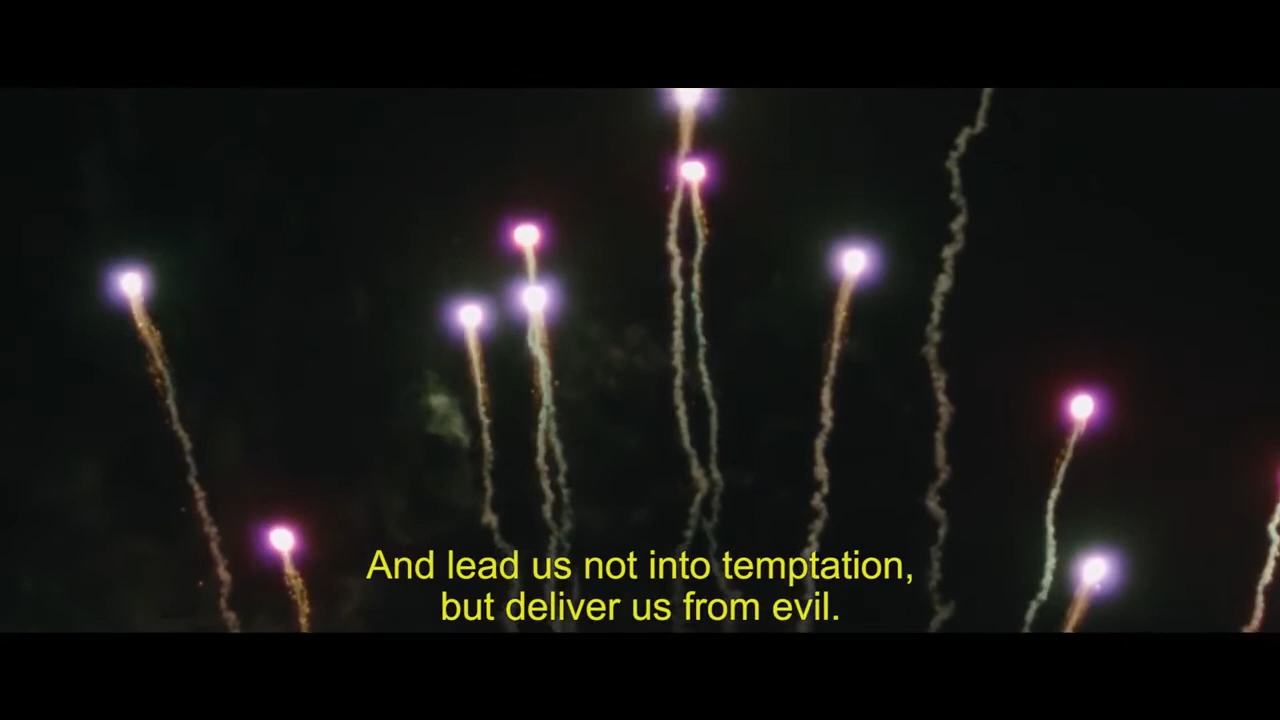 And lead us not into temptation,
but deliver us from evil.